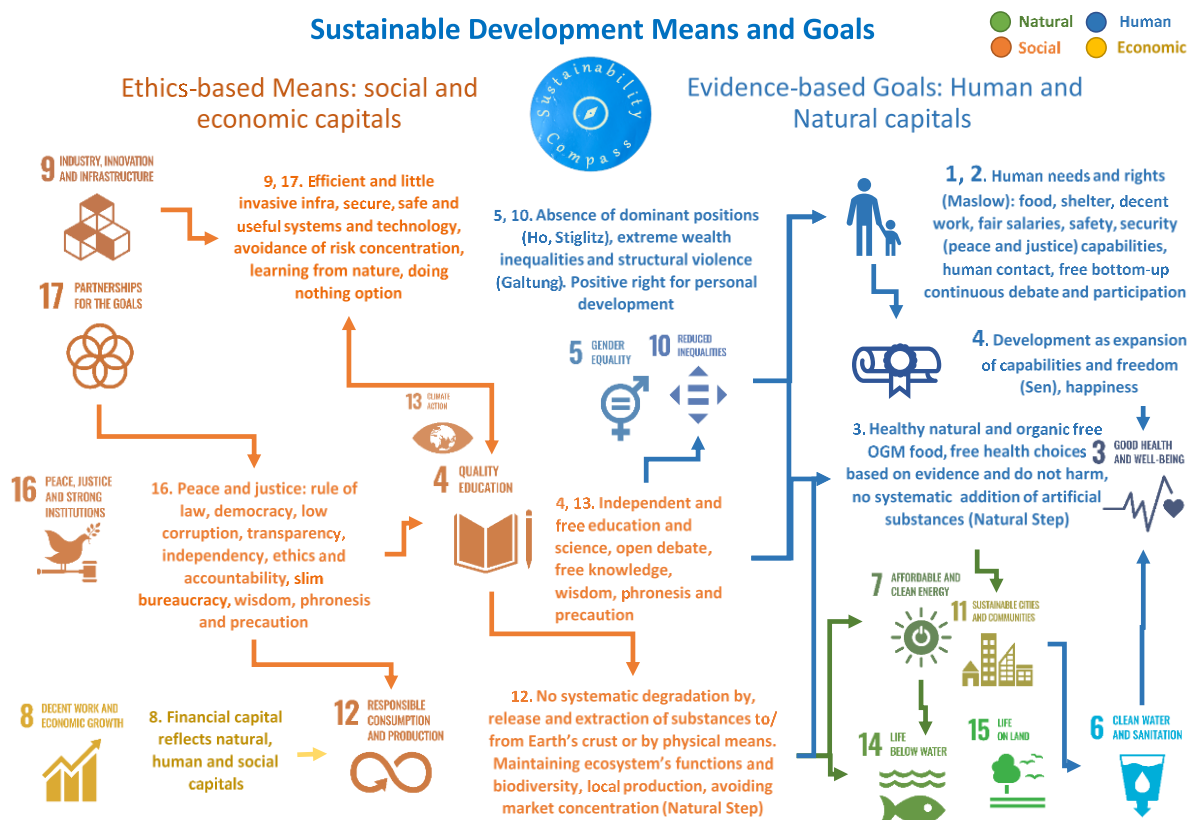 Sustainable Development Means and Goals
Natural
Human
Social
Economic
Ethics-based Means: social and
economic capitals
Sustainability
Compass
Evidence-based Goals: Human and
Natural capitals
9 INDUSTRY, INNOVATION
AND INFRASTRUCTURE
9, 17. Efficient and little
invasive infra, secure, safe and
useful systems and technology,
avoidance of risk concentration,
learning from nature, doing
nothing option
17 PARTNERSHIPS
FOR THE GOALS
5, 10. Absence of dominant positions
(Ho, Stiglitz), extreme wealth
inequalities and structural violence
(Galtung). Positive right for personal
development
1, 2. Human needs and rights
(Maslow): food, shelter, decent
work, fair salaries, safety, security
(peace and justice) capabilities,
human contact, free bottom-up
continuous debate and participation
5 GENDER
EQUALITY
10 REDUCED
INEQUALITIES
4. Development as expansion
of capabilities and freedom
(Sen), happiness
13 CLIMATE
ACTION
4 QUALITY
EDUCATION
3. Healthy natural and organic free
OGM food, free health choices
based on evidence and do not harm,
no systematic addition of artificial
substances (Natural Step)
3 GOOD HEALTH
AND WELL-BEING
16 PEACE, JUSTICE
AND STRONG
INSTITUTIONS
16. Peace and justice: rule of
law, democracy, low
corruption, transparency,
independency, ethics and
accountability, slim
bureaucracy, wisdom, phronesis
and precaution
4, 13. Independent and
free education and
science, open debate,
free knowledge,
wisdom, phronesis and
precaution
7 AFFORDABLE AND
CLEAN ENERGY
11 SUSTAINABLE CITIES
AND COMMUNITIES
8 DECENT WORK AND
ECONOMIC GROWTH
8. Financial capital
reflects natural,
human and social
capitals
12 RESPONSIBLE
CONSUMPTION
AND PRODUCTION
12. No systematic degradation by,
release and extraction of substances to/
from Earth's crust or by physical means.
Maintaining ecosystem's functions and
biodiversity, local production, avoiding
market concentration (Natural Step)
14 LIFE
BELOW WATER
15 LIFE
ON LAND
6 CLEAN WATER
AND SANITATION